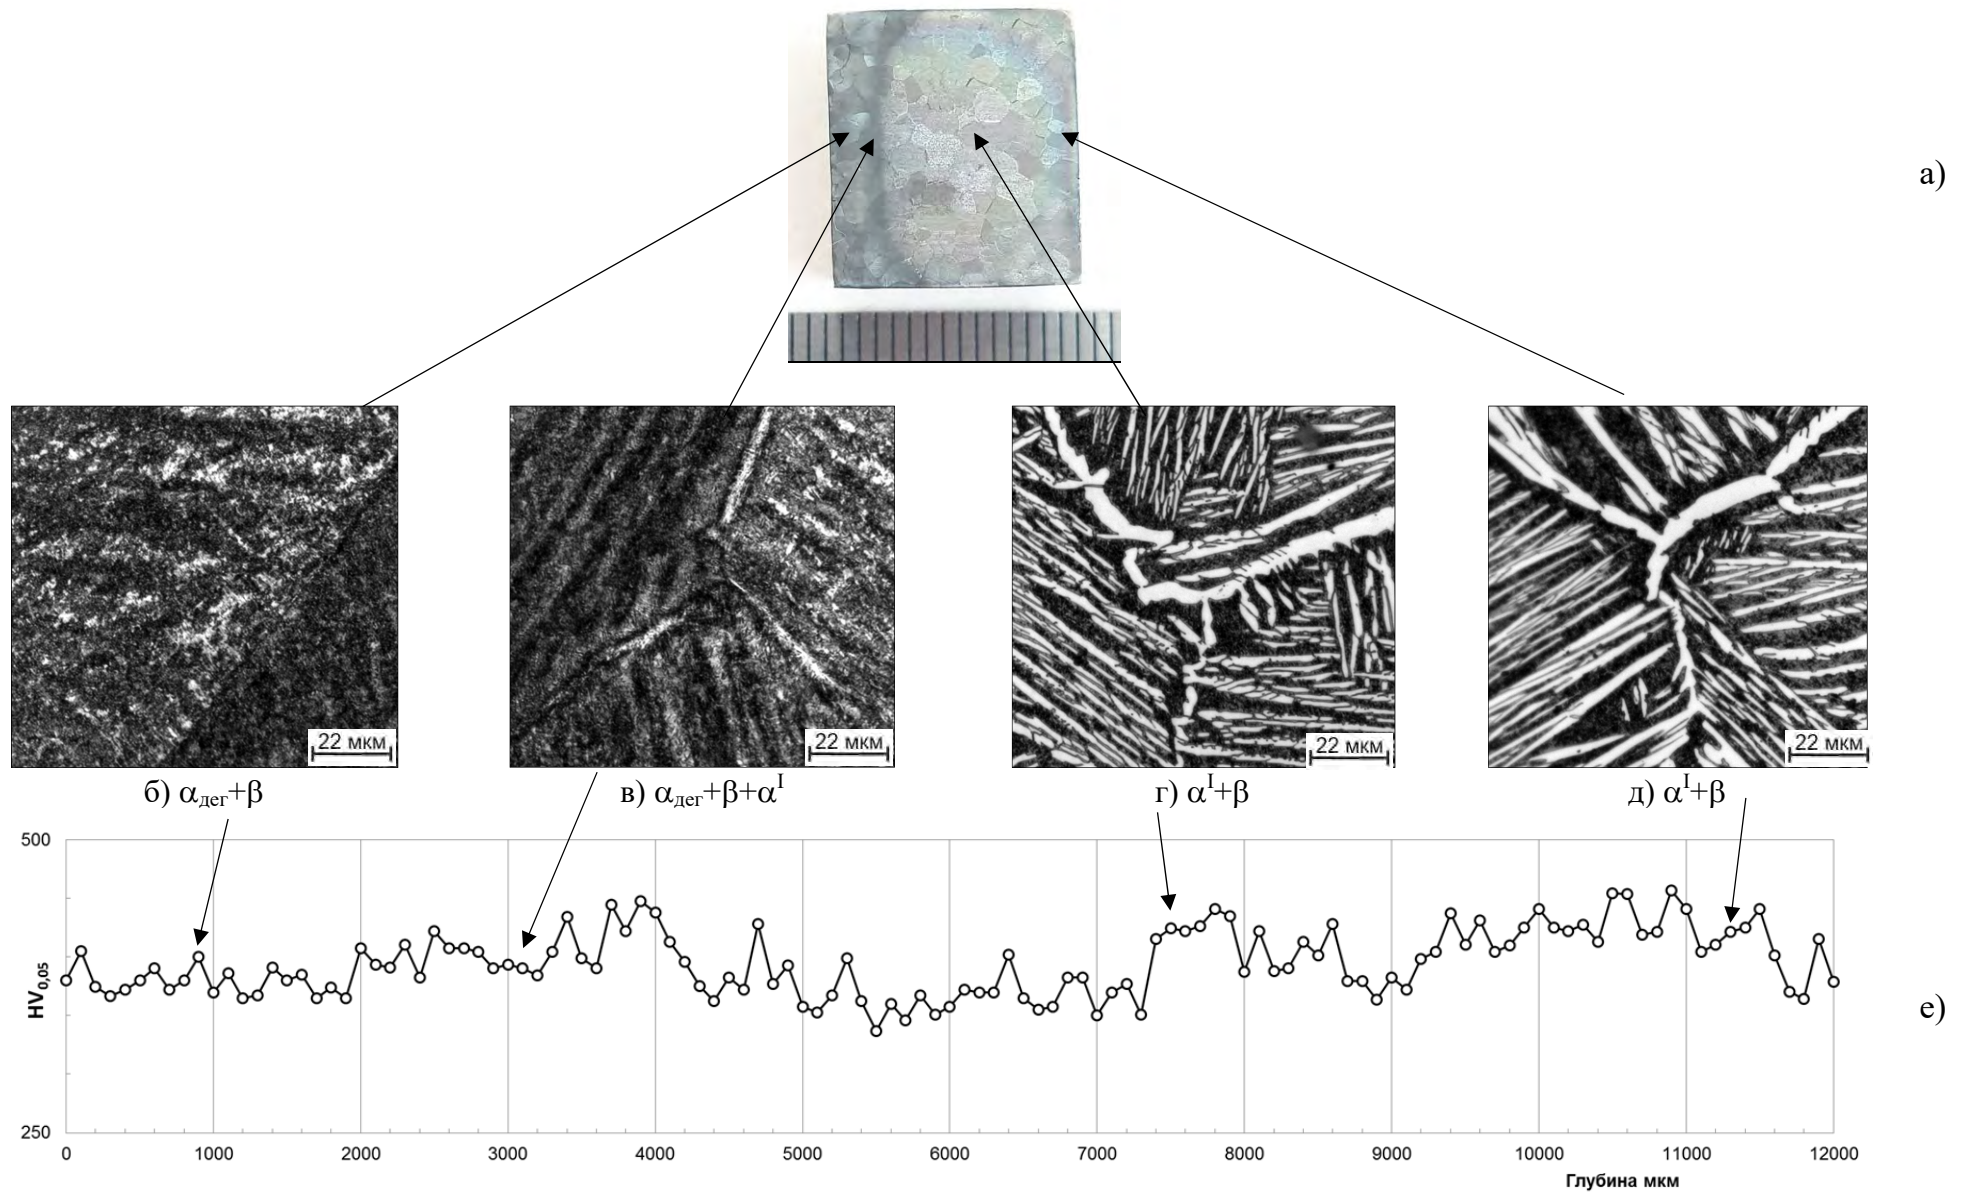 а)
22 мкм
22 мкм
22 мкм
22 мкм
б) αдег+β
в) αдег+β+αI
г) αI+β
д) αI+β
500
HV0,05
е)
250
0 1000 2000 3000 4000 5000 6000 7000 8000 9000 10000 11000 12000
Глубина мкм